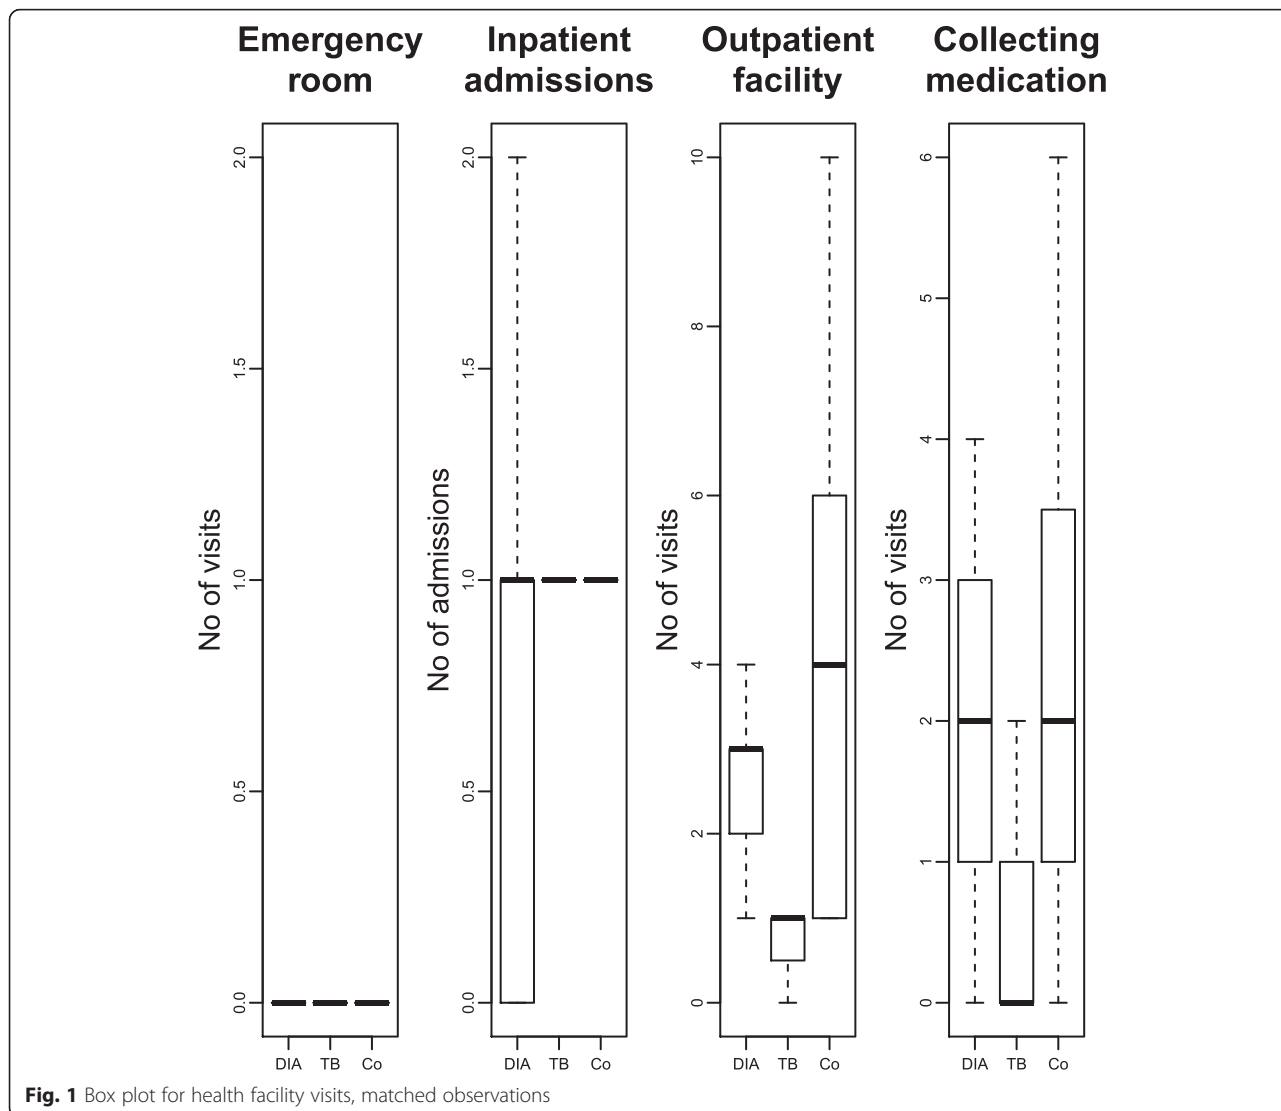 Emergency
room
Inpatient
admissions
Outpatient
facility
Collecting
medication
No of visits
2.0
1.5
1.0
0.5
0.0
DIA TB Co
No of admissions
2.0
1.5
1.0
0.5
0.0
DIA TB Co
No of visits
10
8
6
4
2
0
DIA TB Co
No of visits
6
5
4
3
2
1
0
DIA TB Co
Fig. 1 Box plot for health facility visits, matched observations